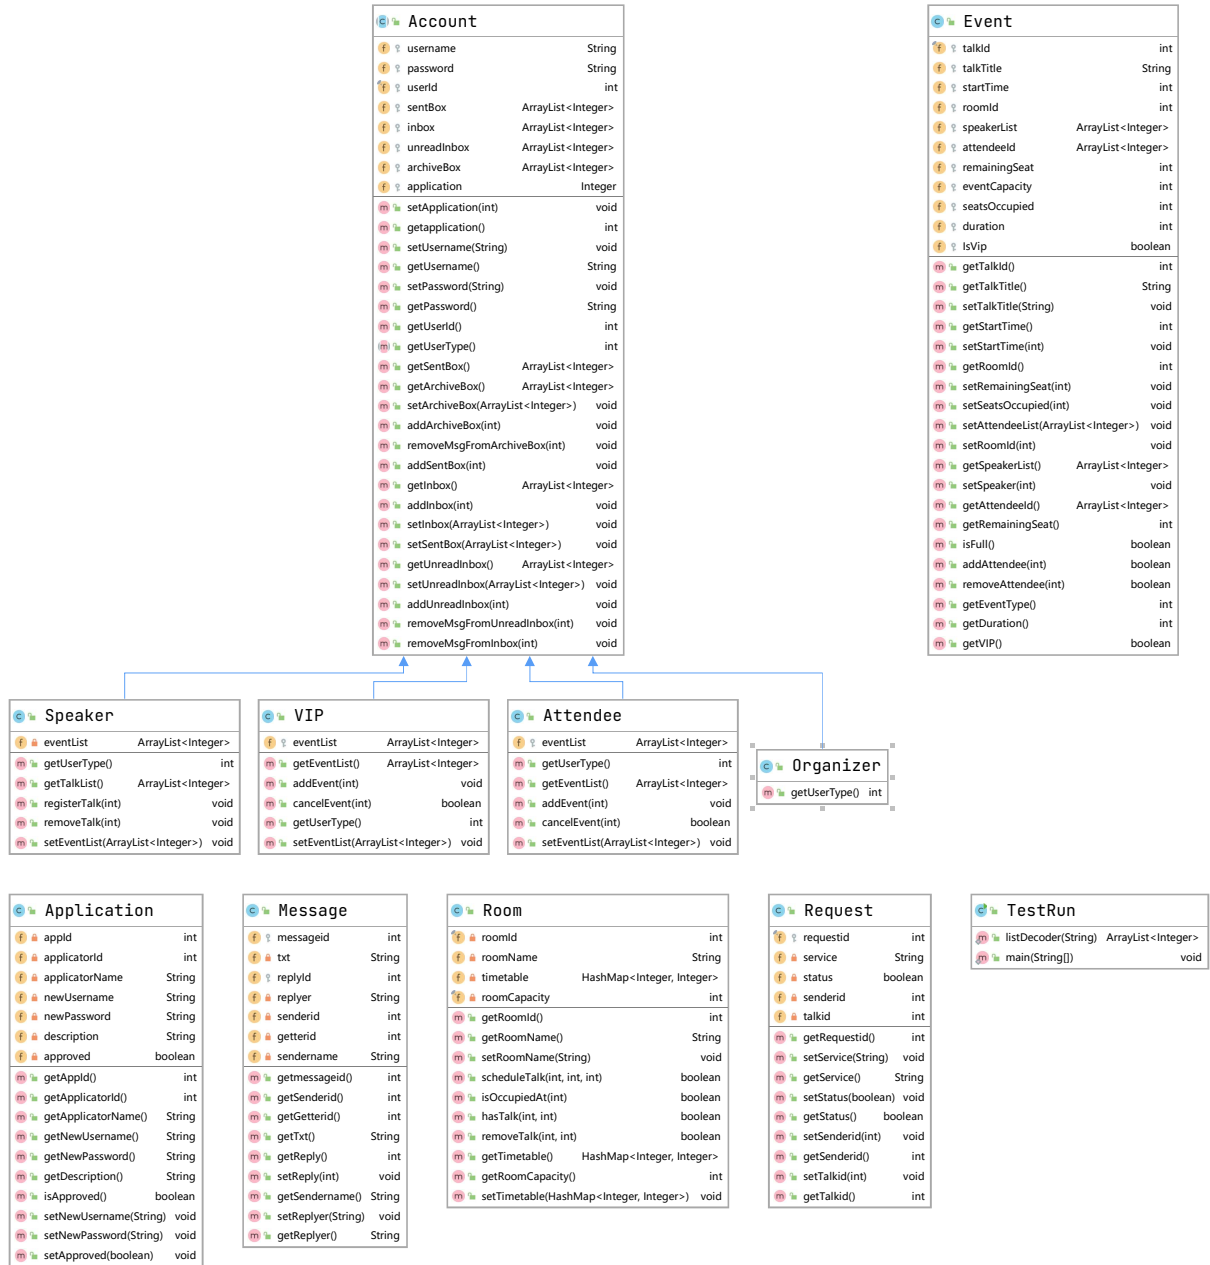 Account
username String
password String
userId int
sentBox ArrayList<Integer>
inbox ArrayList<Integer>
unreadInbox ArrayList<Integer>
archiveBox ArrayList<Integer>
application Integer
setApplication(int) void
getapplication() int
setUsername(String) void
getUsername() String
setPassword(String) void
getPassword() String
getUserId() int
getUserType() int
getSentBox() ArrayList<Integer>
getArchiveBox() ArrayList<Integer>
setArchiveBox(ArrayList<Integer>) void
addArchiveBox(int) void
removeMsgFromArchiveBox(int) void
addSentBox(int) void
getInbox() ArrayList<Integer>
addInbox(int) void
setInbox(ArrayList<Integer>) void
setSentBox(ArrayList<Integer>) void
getUnreadInbox() ArrayList<Integer>
setUnreadInbox(ArrayList<Integer>) void
addUnreadInbox(int) void
removeMsgFromUnreadInbox(int) void
removeMsgFromInbox(int) void
Event
talkId int
talkTitle String
startTime int
roomId int
speakerList ArrayList<Integer>
attendeeId ArrayList<Integer>
remainingSeat int
eventCapacity int
seatsOccupied int
duration int
IsVip boolean
getTalkId() int
getTalkTitle() String
setTalkTitle(String) void
getStartTime() int
setStartTime(int) void
getRoomId() int
setRemainingSeat(int) void
setSeatsOccupied(int) void
setAttendeeList(ArrayList<Integer>) void
setRoomId(int) void
getSpeakerList() ArrayList<Integer>
setSpeaker(int) void
getAttendeeId() ArrayList<Integer>
getRemainingSeat() int
isFull() boolean
addAttendee(int) boolean
removeAttendee(int) boolean
getEventType() int
getDuration() int
getVIP() boolean
Speaker
eventList ArrayList<Integer>
getUserType() int
getTalkList() ArrayList<Integer>
registerTalk(int) void
removeTalk(int) void
setEventList(ArrayList<Integer>) void
VIP
eventList ArrayList<Integer>
getEventList() ArrayList<Integer>
addEvent(int) void
cancelEvent(int) boolean
getUserType() int
setEventList(ArrayList<Integer>) void
Attendee
eventList ArrayList<Integer>
getUserType() int
getEventList() ArrayList<Integer>
addEvent(int) void
cancelEvent(int) boolean
setEventList(ArrayList<Integer>) void
Organizer
getUserType() int
Application
appId int
applicatorId int
applicatorName String
newUsername String
newPassword String
description String
approved boolean
getAppId() int
getApplicatorId() int
getApplicatorName() String
getNewUsername() String
getNewPassword() String
getDescription() String
isApproved() boolean
setNewUsername(String) void
setNewPassword(String) void
setApproved(boolean) void
Message
messageid int
txt String
replyId int
replyer String
senderid int
getterid int
sendername String
getmessageid() int
getSenderid() int
getGetterid() int
getTxt() String
getReply() int
setReply(int) void
getSendername() String
setReplyer(String) void
getReplyer() String
Room
roomId int
roomName String
timetable HashMap<Integer, Integer>
roomCapacity int
getRoomId() int
getRoomName() String
setRoomName(String) void
scheduleTalk(int, int, int) boolean
isOccupiedAt(int) boolean
hasTalk(int, int) boolean
removeTalk(int, int) boolean
getTimetable() HashMap<Integer, Integer>
getRoomCapacity() int
setTimetable(HashMap<Integer, Integer>) void
Request
requestid int
service String
status boolean
senderid int
talkid int
getRequestid() int
setService(String) void
getService() String
setStatus(boolean) void
getStatus() boolean
setSenderid(int) void
getSenderid() int
setTalkid(int) void
getTalkid() int
TestRun
listDecoder(String) ArrayList<Integer>
main(String[]) void